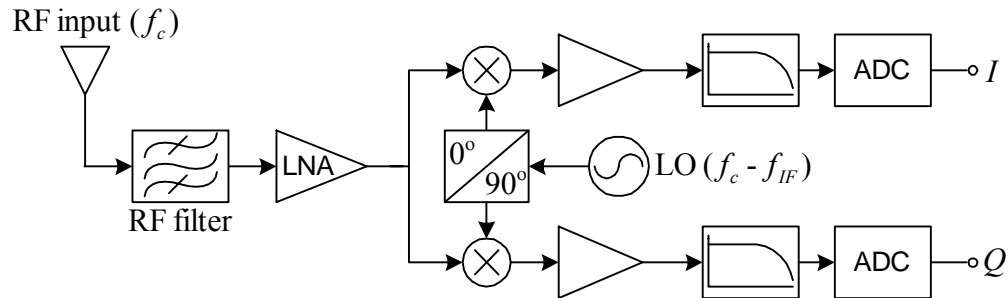 RF input (f_c)
ADC
I
LNA
0°
90°
LO (f_c - f_IF)
RF filter
ADC
Q